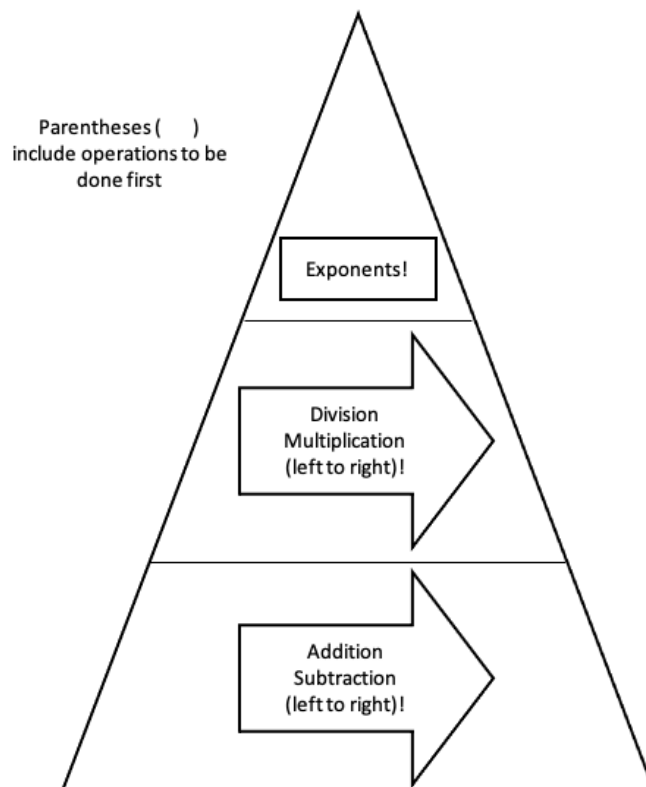 Parentheses (      )
include operations to be
done first
Exponents!
Division
Multiplication
(left to right)!
Addition
Subtraction
(left to right)!